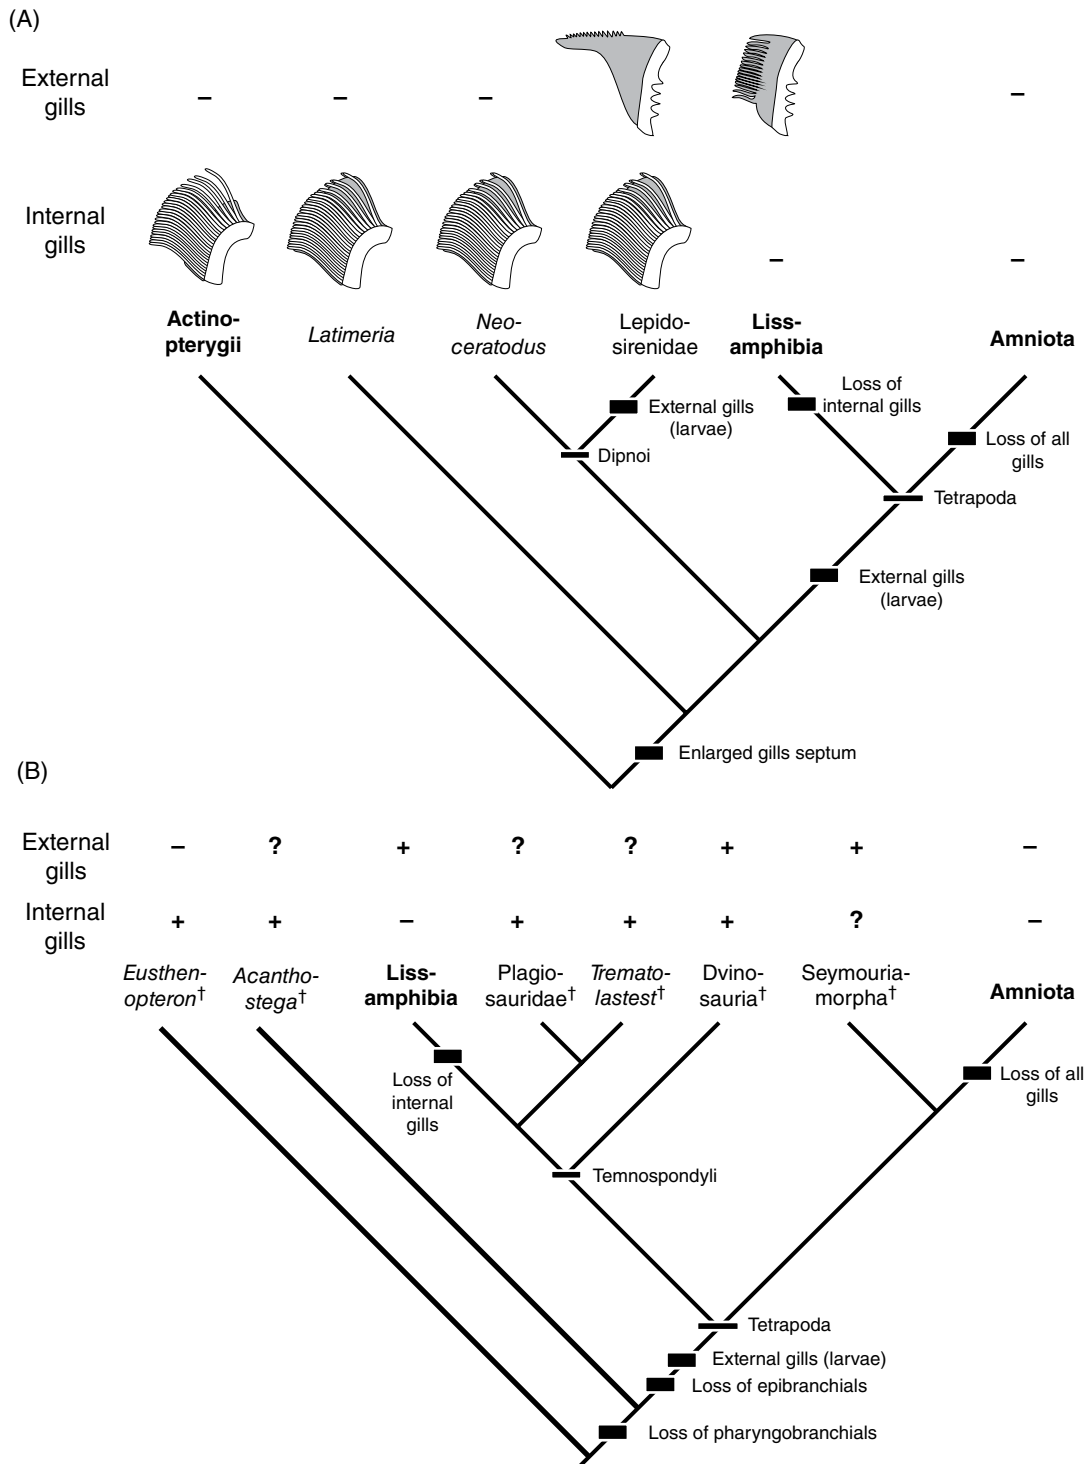 (A)
External
gills
– – – –
Internal
gills
– –
Actino-
pterygii
Latimeria
Neo-
ceratodus
Lepido-
sirenidae
Liss-
amphibia
Amniota
External gills
(larvae)
Loss of
internal gills
Dipnoi
Loss of all
gills
Tetrapoda
External gills
(larvae)
Enlarged gills septum
(B)
External
gills
– ? + ? ? + + –
Internal
gills
+ + – + + + ? –
Eusthen-
opteron†
Acantho-
stega†
Liss-
amphibia
Plagio-
sauridae†
Tremato-
lastest†
Dvino-
sauria†
Seymouria-
morpha†
Amniota
Loss of
internal
gills
Loss of all
gills
Temnospondyli
Tetrapoda
External gills (larvae)
Loss of epibranchials
Loss of pharyngobranchials